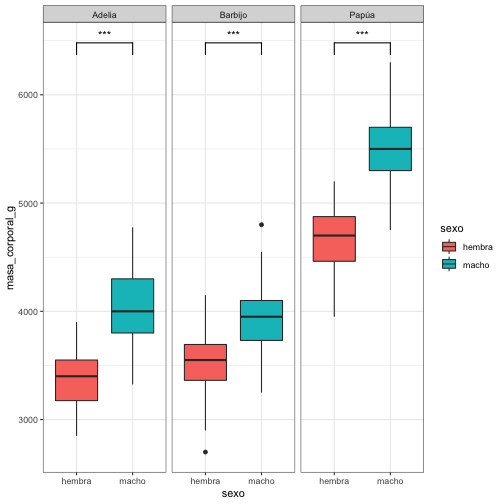 Adelia Barbijo Papúa
*** *** ***
6000
5000
4000
3000
masa_corporal_g
hembra macho hembra macho hembra macho
sexo
sexo
hembra
macho